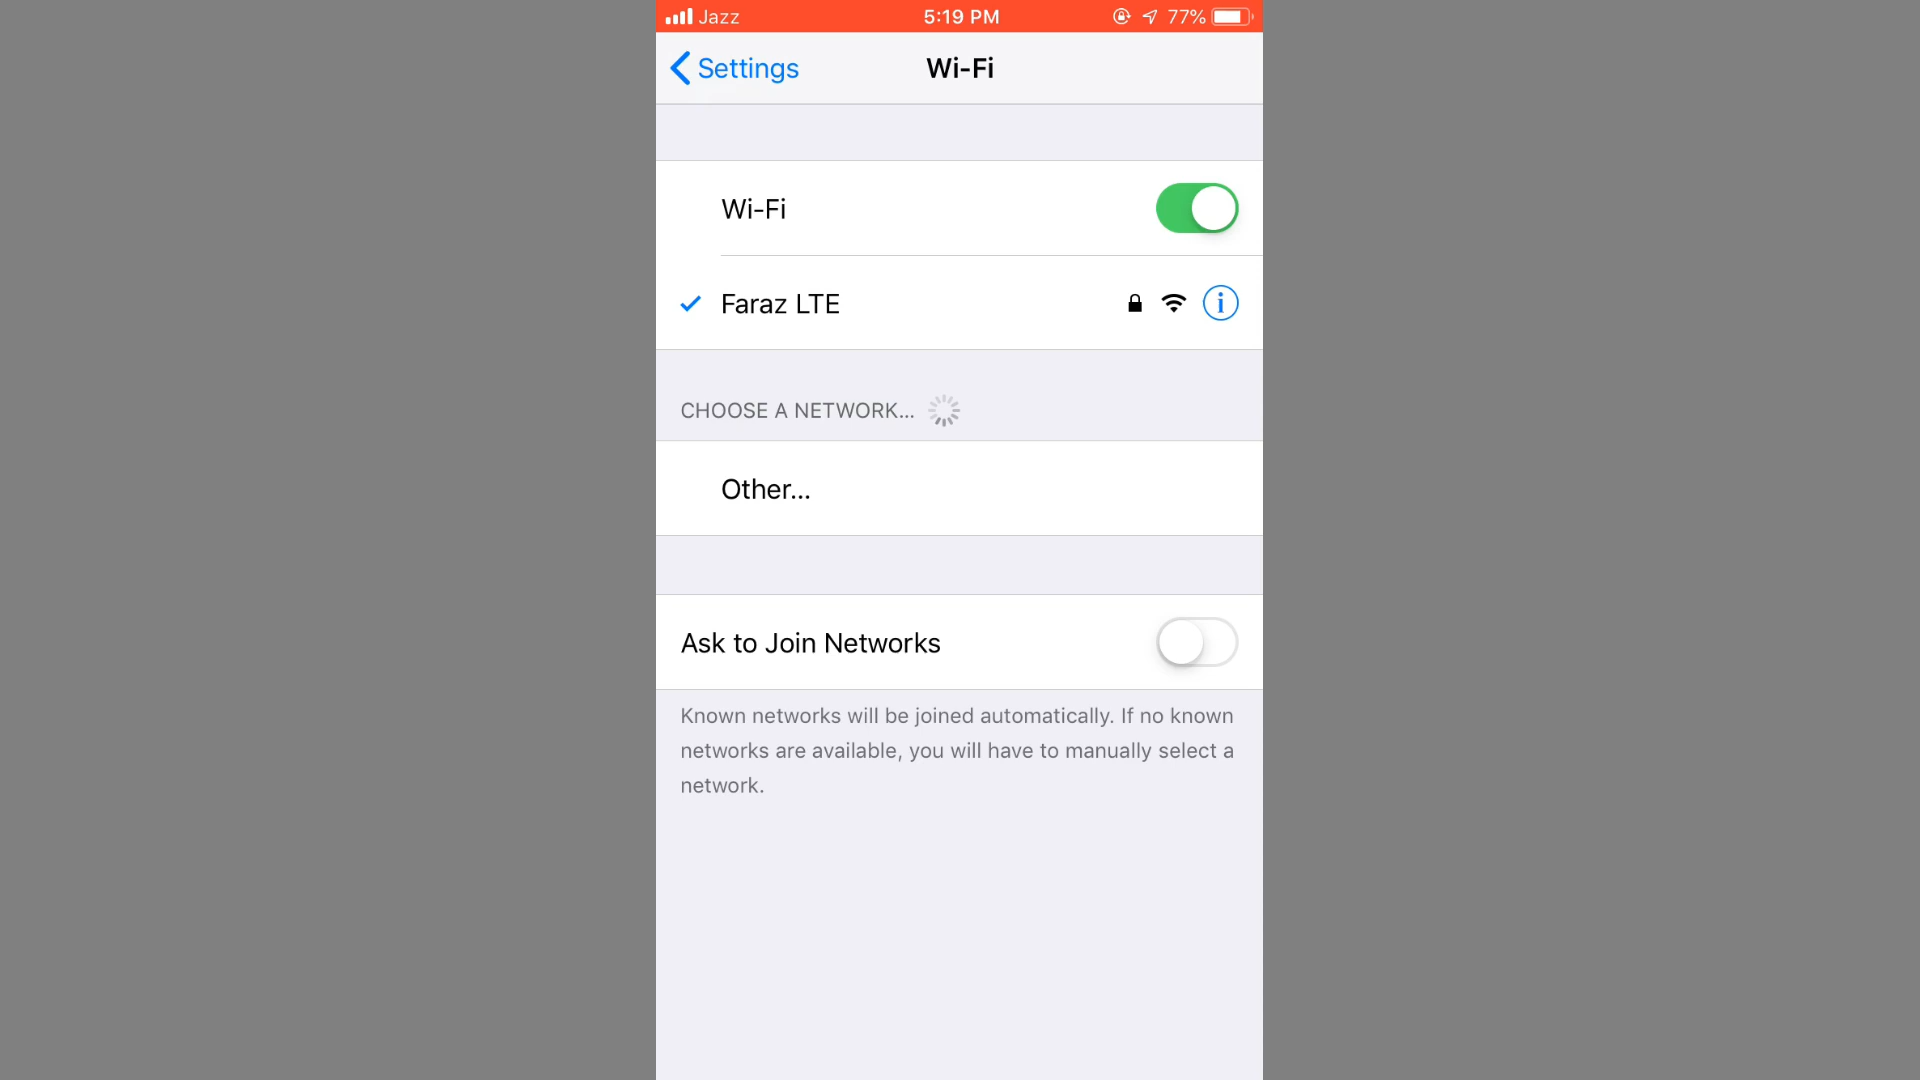 Jazz 5:19 PM 77%
Settings Wi-Fi
Wi-Fi
Faraz LTE
CHOOSE A NETWORK...
Other...
Ask to Join Networks
Known networks will be joined automatically. If no known
networks are available, you will have to manually select a
network.